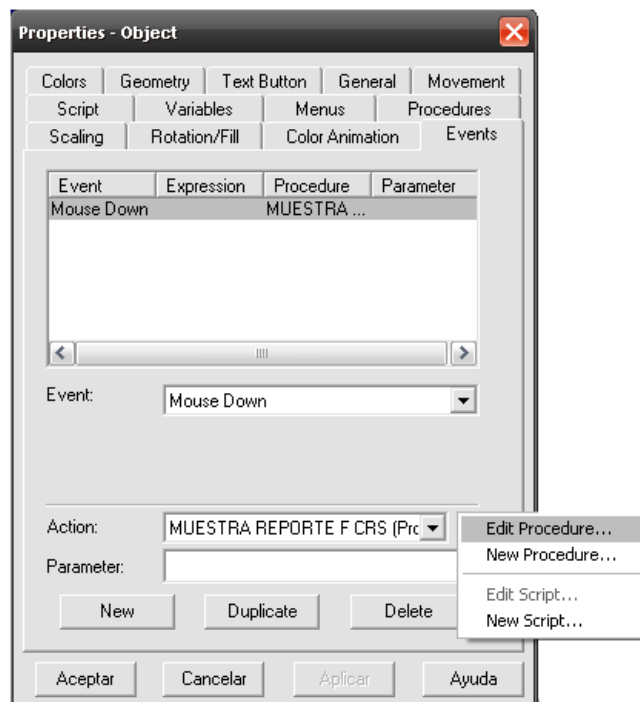 Properties - Object
Colors Geometry Text Button General Movement
Script Variables Menus Procedures
Scaling Rotation/Fill Color Animation Events
Event Expression Procedure Parameter
Mouse Down MUESTRA ...
Event: Mouse Down
Action: MUESTRA REPORTE F CRS (Prc
Parameter:
Edit Procedure...
New Procedure...
Edit Script...
New Script...
New Duplicate Delete
Aceptar Cancelar Aplicar Ayuda